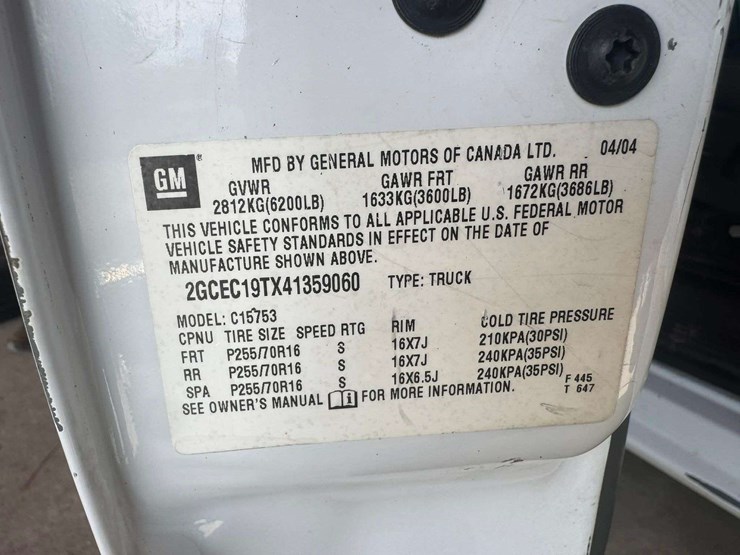 GM ® MFD BY GENERAL MOTORS OF CANADA LTD. 04/04
GVWR GAWR FRT GAWR RR
2812KG(6200LB) 1633KG(3600LB) 1672KG(3686LB)
THIS VEHICLE CONFORMS TO ALL APPLICABLE U.S. FEDERAL MOTOR
VEHICLE SAFETY STANDARDS IN EFFECT ON THE DATE OF
MANUFACTURE SHOWN ABOVE.
2GCEC19TX41359060 TYPE: TRUCK
MODEL: C15753
CPNU TIRE SIZE SPEED RTG RIM COLD TIRE PRESSURE
FRT P255/70R16 S 16X7J 210KPA(30PSI)
RR P255/70R16 S 16X7J 240KPA(35PSI)
SPA P255/70R16 S 16X6.5J 240KPA(35PSI) F 445
SEE OWNER'S MANUAL i FOR MORE INFORMATION. T 647